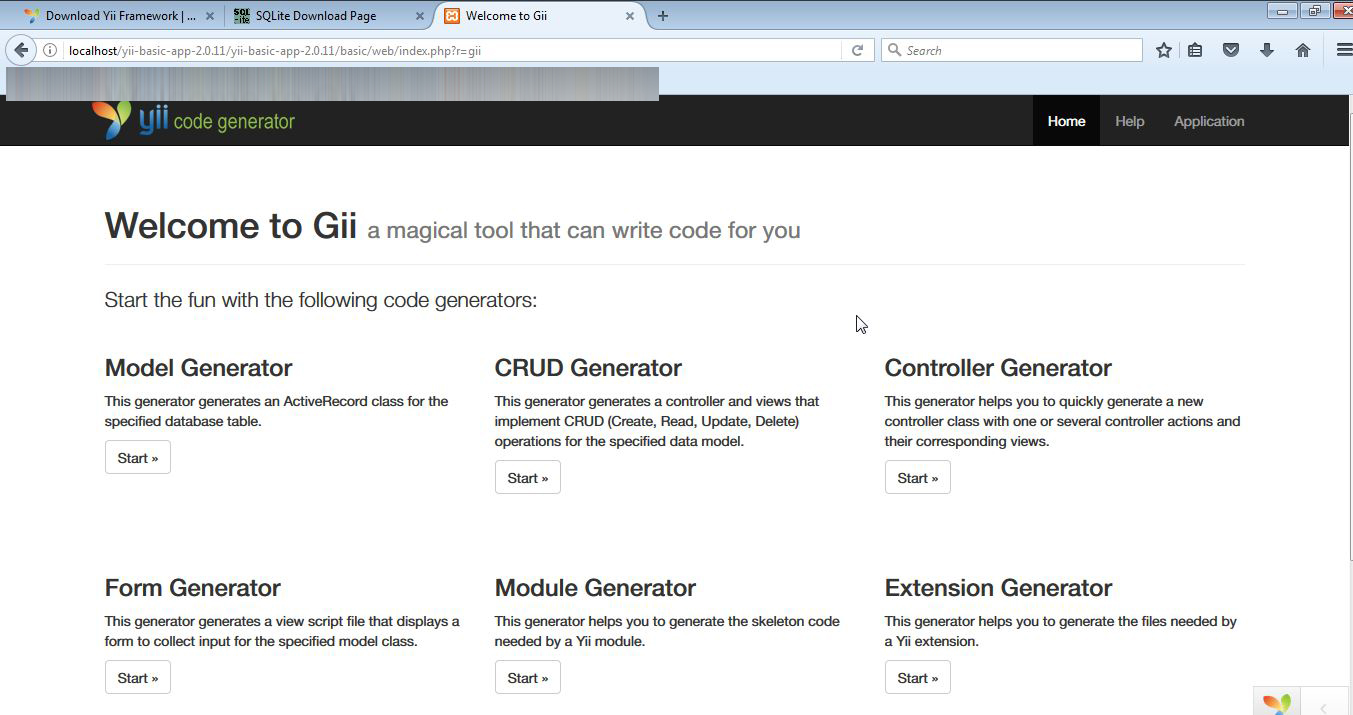 Download Yii Framework | ...
SQLite Download Page
Welcome to Gii
localhost/yii-basic-app-2.0.11/yii-basic-app-2.0.11/basic/web/index.php?r=gii
Search
yii code generator
Home
Help
Application
Welcome to Gii a magical tool that can write code for you
Start the fun with the following code generators:
Model Generator
This generator generates an ActiveRecord class for the
specified database table.
Start »
CRUD Generator
This generator generates a controller and views that
implement CRUD (Create, Read, Update, Delete)
operations for the specified data model.
Start »
Controller Generator
This generator helps you to quickly generate a new
controller class with one or several controller actions and
their corresponding views.
Start »
Form Generator
This generator generates a view script file that displays a
form to collect input for the specified model class.
Start »
Module Generator
This generator helps you to generate the skeleton code
needed by a Yii module.
Start »
Extension Generator
This generator helps you to generate the files needed by
a Yii extension.
Start »